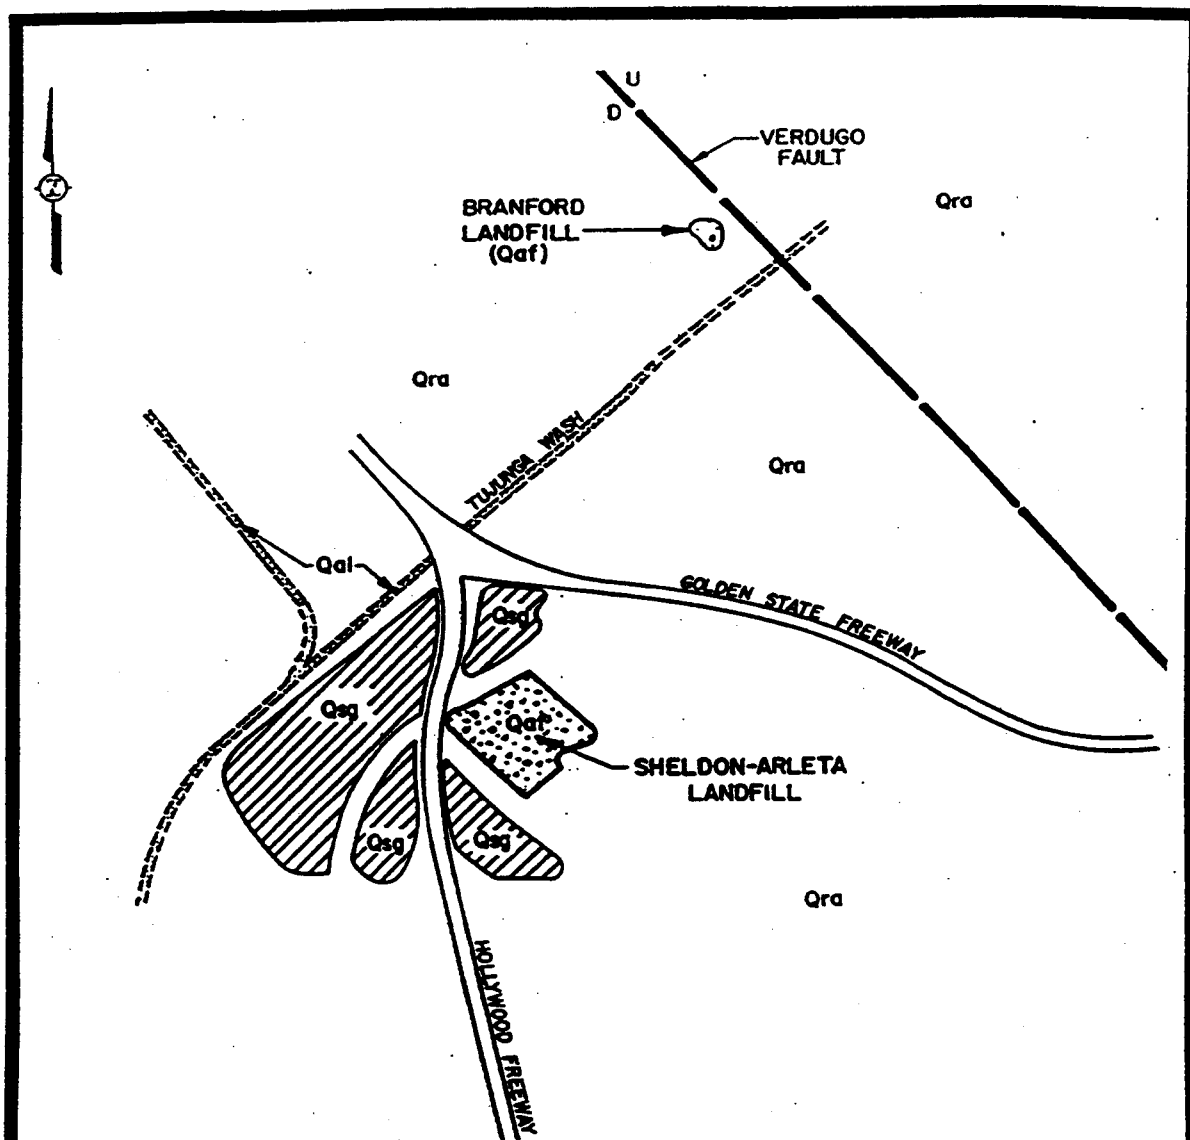 U
D
VERDUGO
FAULT
BRANFORD
LANDFILL
(Qaf)
Qra
Qra
TUJUNGA WASH
Qra
Qal
GOLDEN STATE FREEWAY
Qsg
Qsg
Qaf
SHELDON-ARLETA
LANDFILL
Qsg
Qsg
Qra
HOLLYWOOD FREEWAY